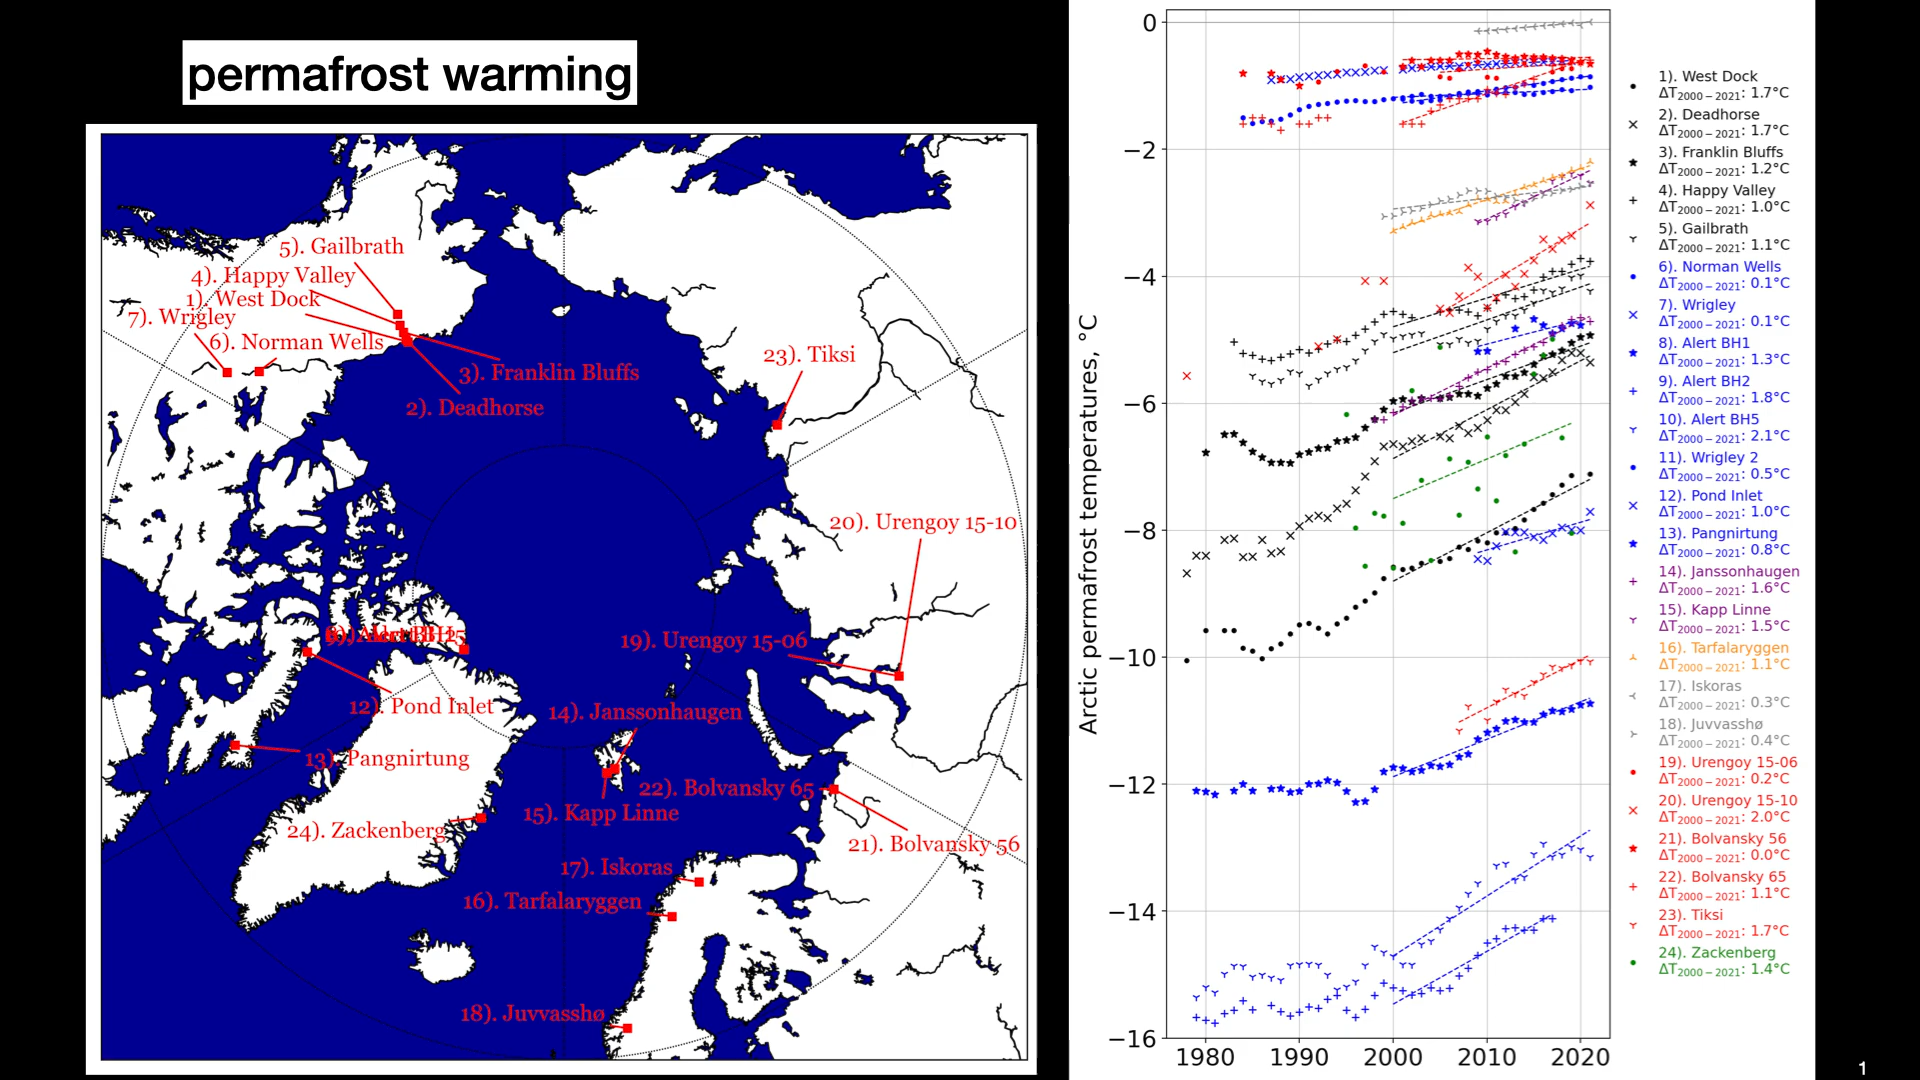 permafrost warming
5). Gailbrath
4). Happy Valley
1). West Dock
7). Wrigley
6). Norman Wells
3). Franklin Bluffs
2). Deadhorse
23). Tiksi
20). Urengoy 15-10
19). Urengoy 15-06
12). Pond Inlet
14). Janssonhaugen
13). Pangnirtung
22). Bolvansky 65
15). Kapp Linne
24). Zackenberg
21). Bolvansky 56
17). Iskoras
16). Tarfalaryggen
18). Juvvasshø
Arctic permafrost temperatures, °C
0
−2
−4
−6
−8
−10
−12
−14
−16
1980 1990 2000 2010 2020
1). West Dock
ΔT2000−2021: 1.7°C
2). Deadhorse
ΔT2000−2021: 1.7°C
3). Franklin Bluffs
ΔT2000−2021: 1.2°C
4). Happy Valley
ΔT2000−2021: 1.0°C
5). Gailbrath
ΔT2000−2021: 1.1°C
6). Norman Wells
ΔT2000−2021: 0.1°C
7). Wrigley
ΔT2000−2021: 0.1°C
8). Alert BH1
ΔT2000−2021: 1.3°C
9). Alert BH2
ΔT2000−2021: 1.8°C
10). Alert BH5
ΔT2000−2021: 2.1°C
11). Wrigley 2
ΔT2000−2021: 0.5°C
12). Pond Inlet
ΔT2000−2021: 1.0°C
13). Pangnirtung
ΔT2000−2021: 0.8°C
14). Janssonhaugen
ΔT2000−2021: 1.6°C
15). Kapp Linne
ΔT2000−2021: 1.5°C
16). Tarfalaryggen
ΔT2000−2021: 1.1°C
17). Iskoras
ΔT2000−2021: 0.3°C
18). Juvvasshø
ΔT2000−2021: 0.4°C
19). Urengoy 15-06
ΔT2000−2021: 0.2°C
20). Urengoy 15-10
ΔT2000−2021: 2.0°C
21). Bolvansky 56
ΔT2000−2021: 0.0°C
22). Bolvansky 65
ΔT2000−2021: 1.1°C
23). Tiksi
ΔT2000−2021: 1.7°C
24). Zackenberg
ΔT2000−2021: 1.4°C
1